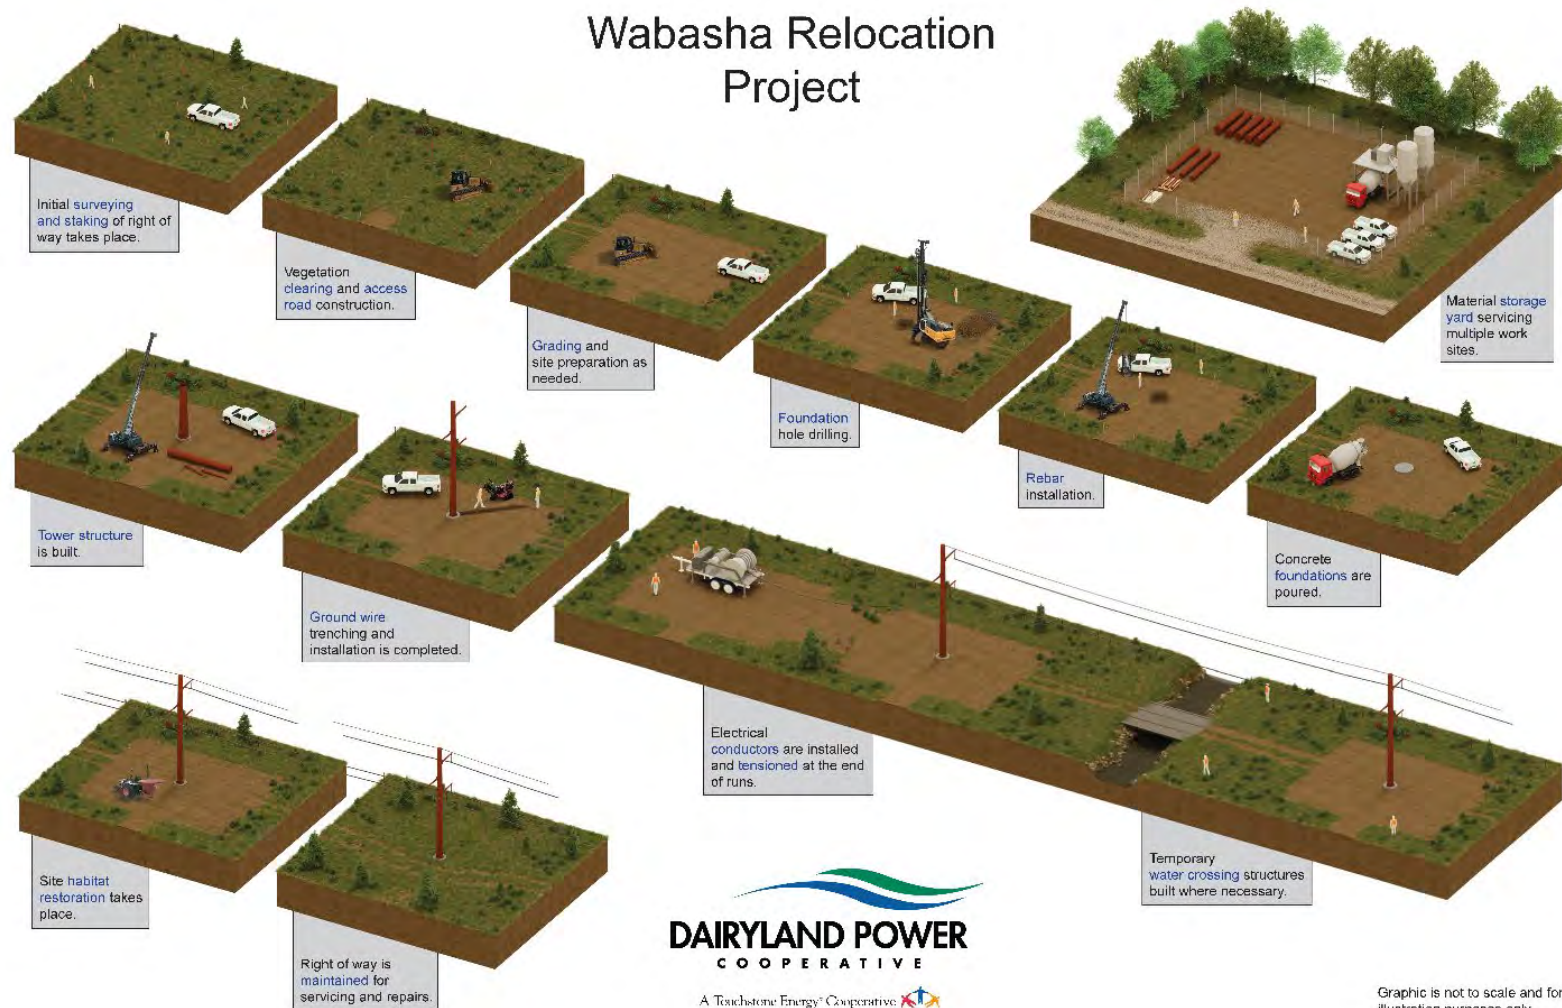 Wabasha Relocation
Project
Initial surveying
and staking of right of
way takes place.
Vegetation
clearing and access
road construction.
Grading and
site preparation as
needed.
Foundation
hole drilling.
Rebar
installation.
Concrete
foundations are
poured.
Material storage
yard servicing
multiple work
sites.
Tower structure
is built.
Ground wire
trenching and
installation is completed.
Electrical
conductors are installed
and tensioned at the end
of runs.
Temporary
water crossing structures
built where necessary.
Site habitat
restoration takes
place.
Right of way is
maintained for
servicing and repairs.
DAIRYLAND POWER
COOPERATIVE
A Touchstone Energy® Cooperative
Graphic is not to scale and for
illustration purposes only